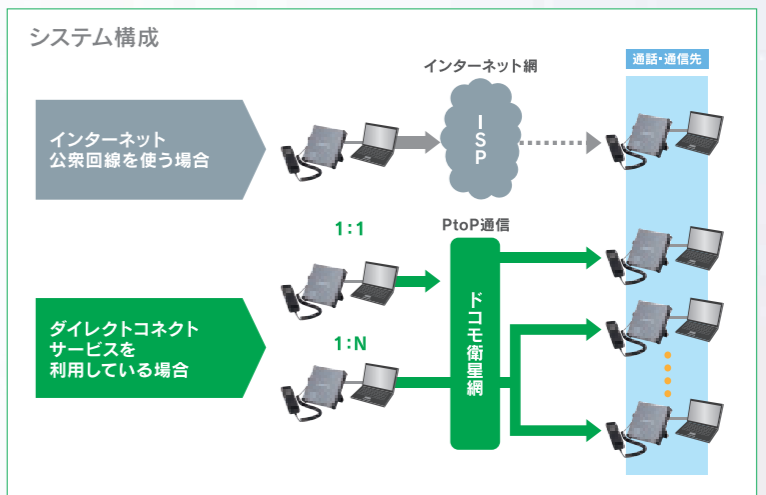 システム構成
インターネット網
通話・通信先
インターネット
公衆回線を使う場合
ISP
1:1
PtoP通信
ダイレクトコネクト
サービスを
利用している場合
ドコモ衛星網
1:N